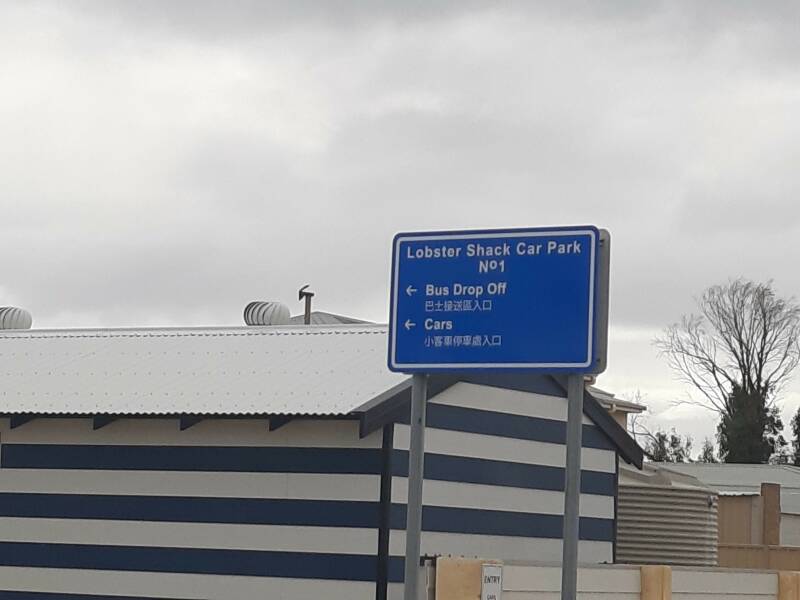 Lobster Shack Car Park
Nº1
← Bus Drop Off
巴士接送區入口
← Cars
小客車停車處入口
ENTRY
CARS